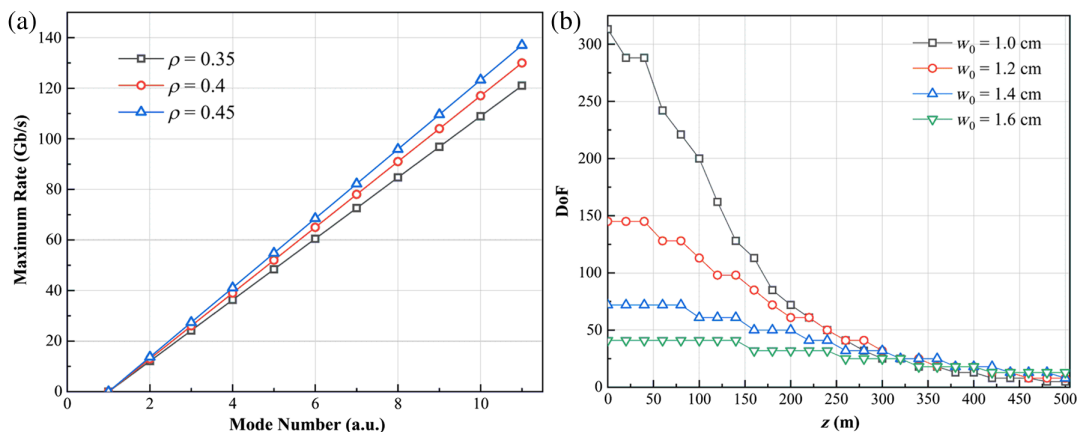 (a)
140
120
100
80
60
40
20
0
Maximum Rate (Gb/s)
ρ = 0.35
ρ = 0.4
ρ = 0.45
0 2 4 6 8 10
Mode Number (a.u.)
(b)
300
250
200
150
100
50
0
DoF
w₀ = 1.0 cm
w₀ = 1.2 cm
w₀ = 1.4 cm
w₀ = 1.6 cm
0 50 100 150 200 250 300 350 400 450 500
z (m)